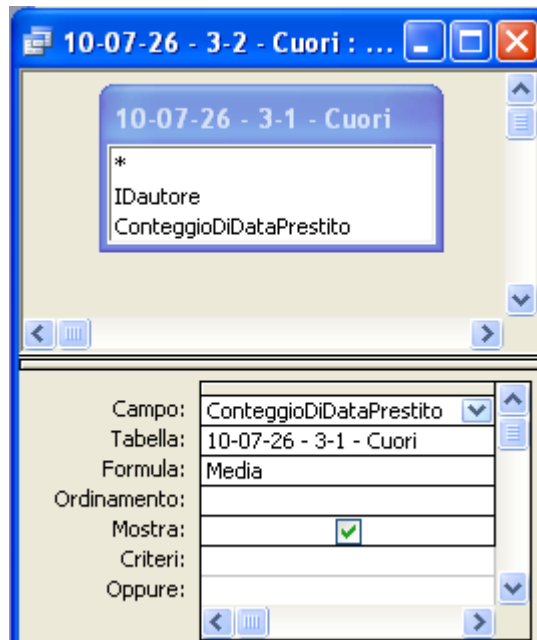 10-07-26 - 3-2 - Cuori : ...
10-07-26 - 3-1 - Cuori
*
IDautore
ConteggioDiDataPrestito
Campo: ConteggioDiDataPrestito
Tabella: 10-07-26 - 3-1 - Cuori
Formula: Media
Ordinamento:
Mostra:
Criteri:
Oppure: